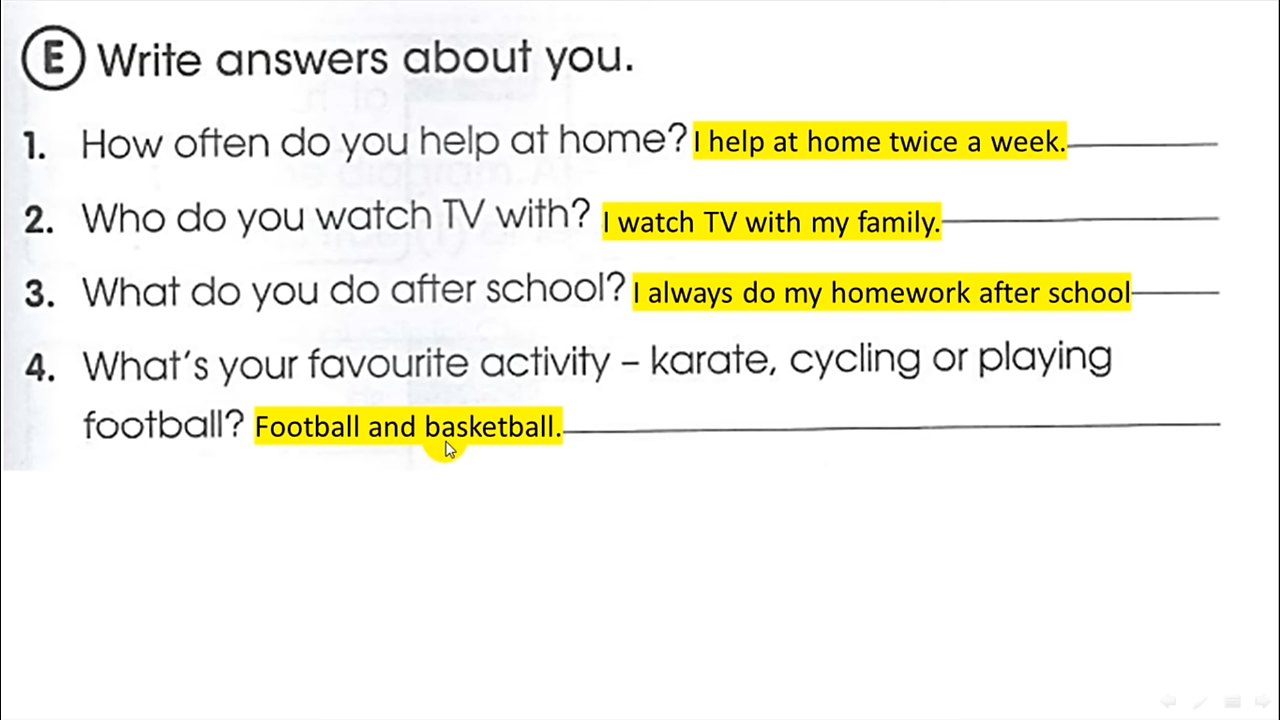 E Write answers about you.
1. How often do you help at home? I help at home twice a week.
2. Who do you watch TV with? I watch TV with my family.
3. What do you do after school? I always do my homework after school
4. What's your favourite activity – karate, cycling or playing
football? Football and basketball.